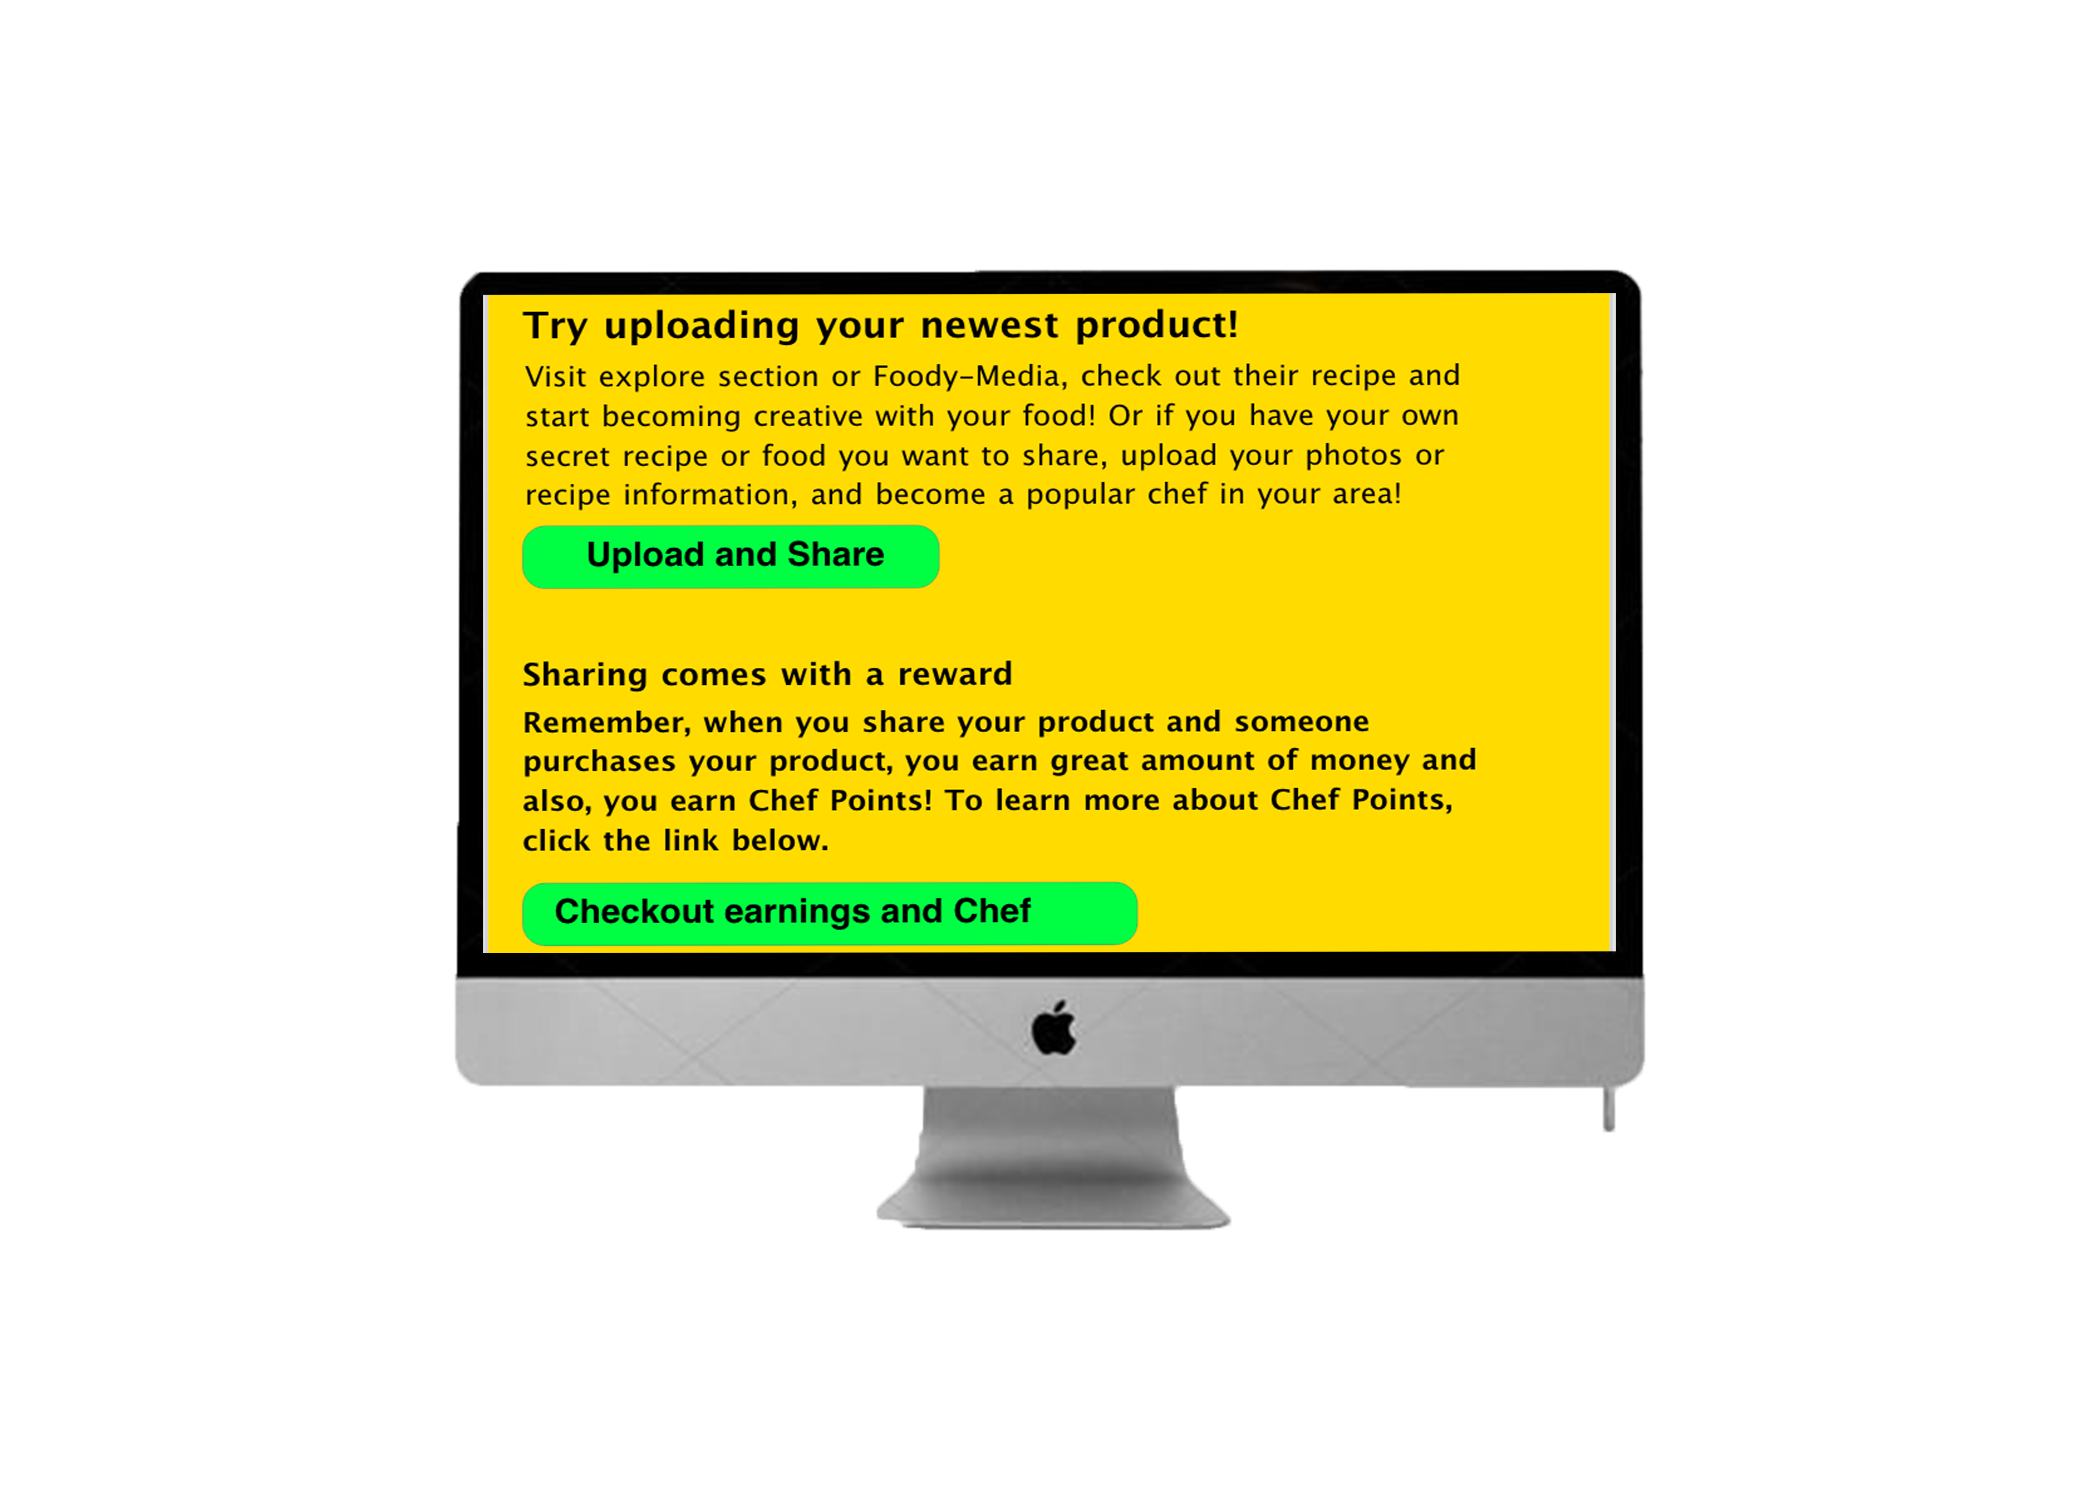 Try uploading your newest product!
Visit explore section or Foody-Media, check out their recipe and
start becoming creative with your food! Or if you have your own
secret recipe or food you want to share, upload your photos or
recipe information, and become a popular chef in your area!
Upload and Share
Sharing comes with a reward
Remember, when you share your product and someone
purchases your product, you earn great amount of money and
also, you earn Chef Points! To learn more about Chef Points,
click the link below.
Checkout earnings and Chef